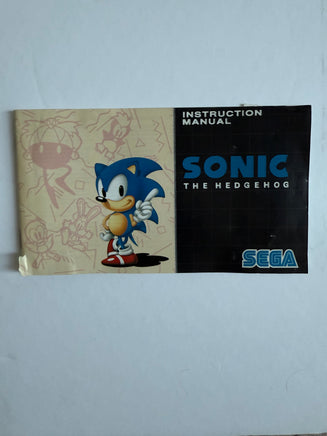 INSTRUCTION
MANUAL
SONIC
THE HEDGEHOG
SEGA